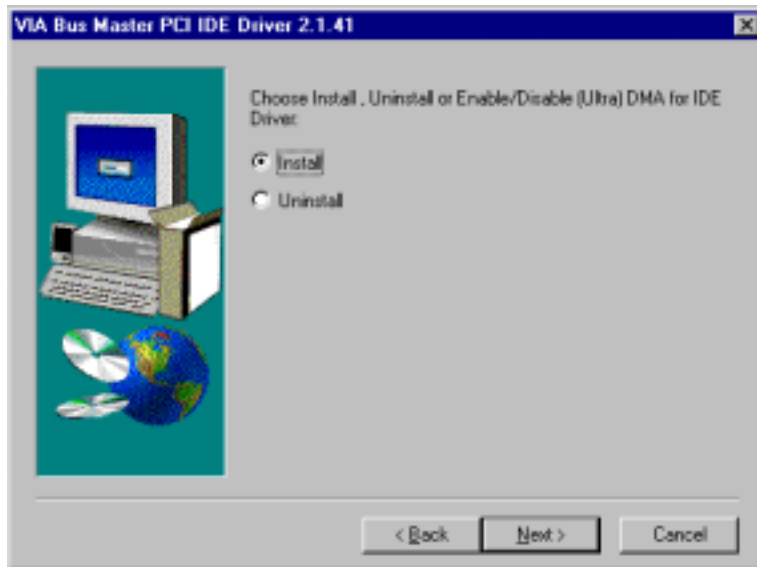 VIA Bus Master PCI IDE Driver 2.1.41
Choose Install , Uninstall or Enable/Disable (Ultra) DMA for IDE
Driver.
Install
Uninstall
< Back
Next >
Cancel